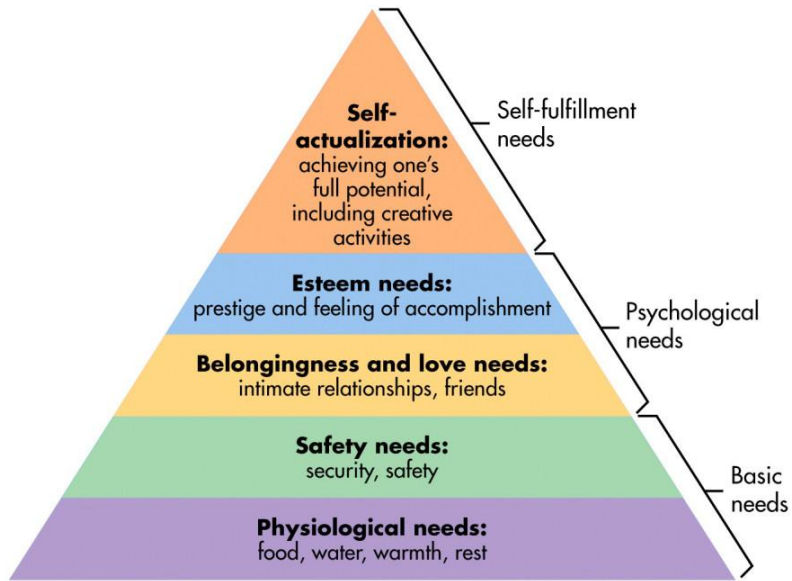 Self-
actualization:
achieving one's
full potential,
including creative
activities
Self-fulfillment
needs
Esteem needs:
prestige and feeling of accomplishment
Belongingness and love needs:
intimate relationships, friends
Psychological
needs
Safety needs:
security, safety
Physiological needs:
food, water, warmth, rest
Basic
needs